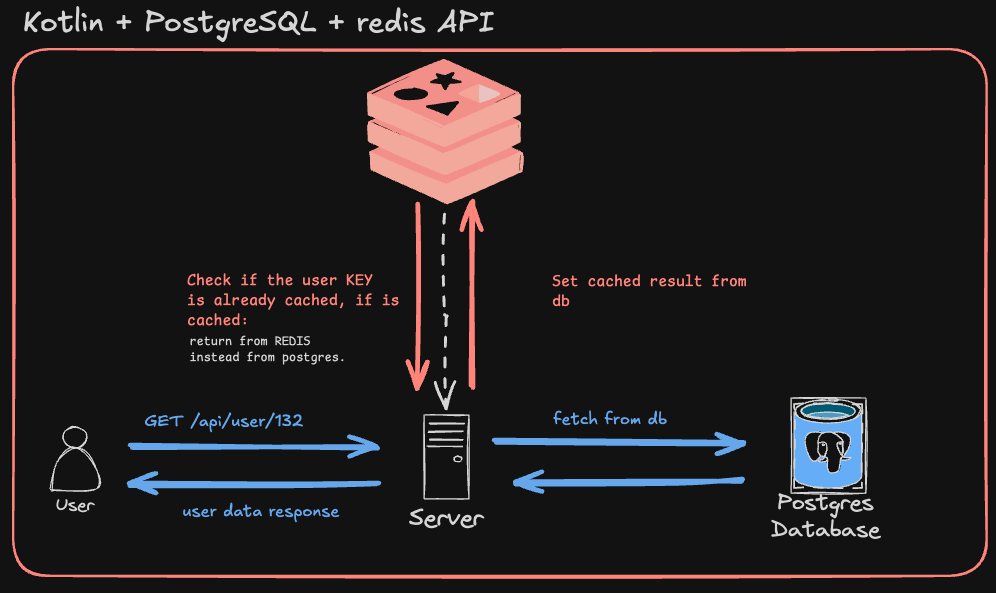 Kotlin + PostgreSQL + redis API
Check if the user KEY
is already cached, if is
cached:
return from REDIS
instead from postgres.
Set cached result from
db
GET /api/user/132
fetch from db
User
user data response
Server
Postgres
Database